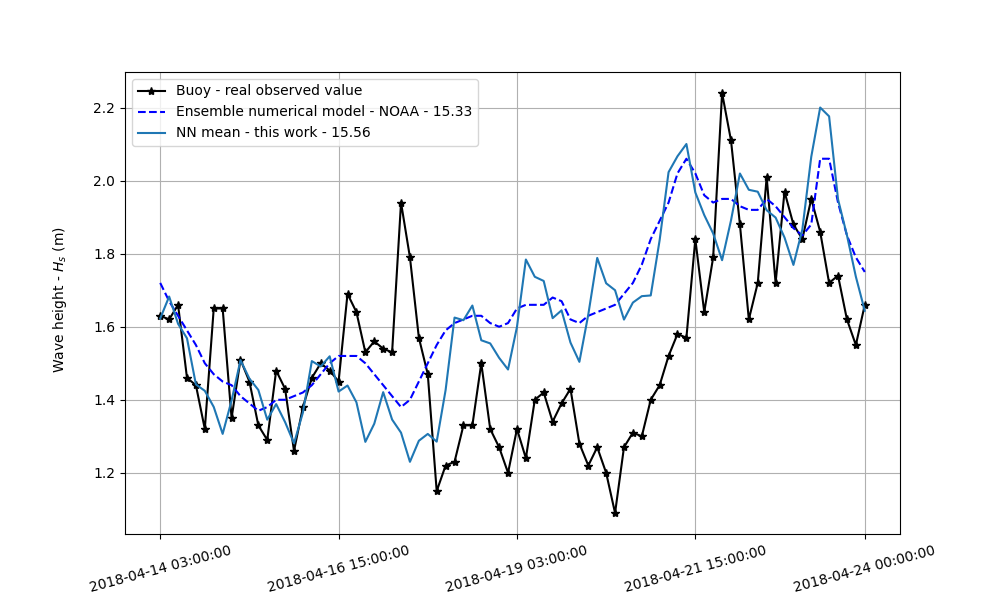 Buoy - real observed value
Ensemble numerical model - NOAA - 15.33
NN mean - this work - 15.56
2.2
2.0
1.8
1.6
1.4
1.2
Wave height - Hₛ (m)
2018-04-14 03:00:00
2018-04-16 15:00:00
2018-04-19 03:00:00
2018-04-21 15:00:00
2018-04-24 00:00:00